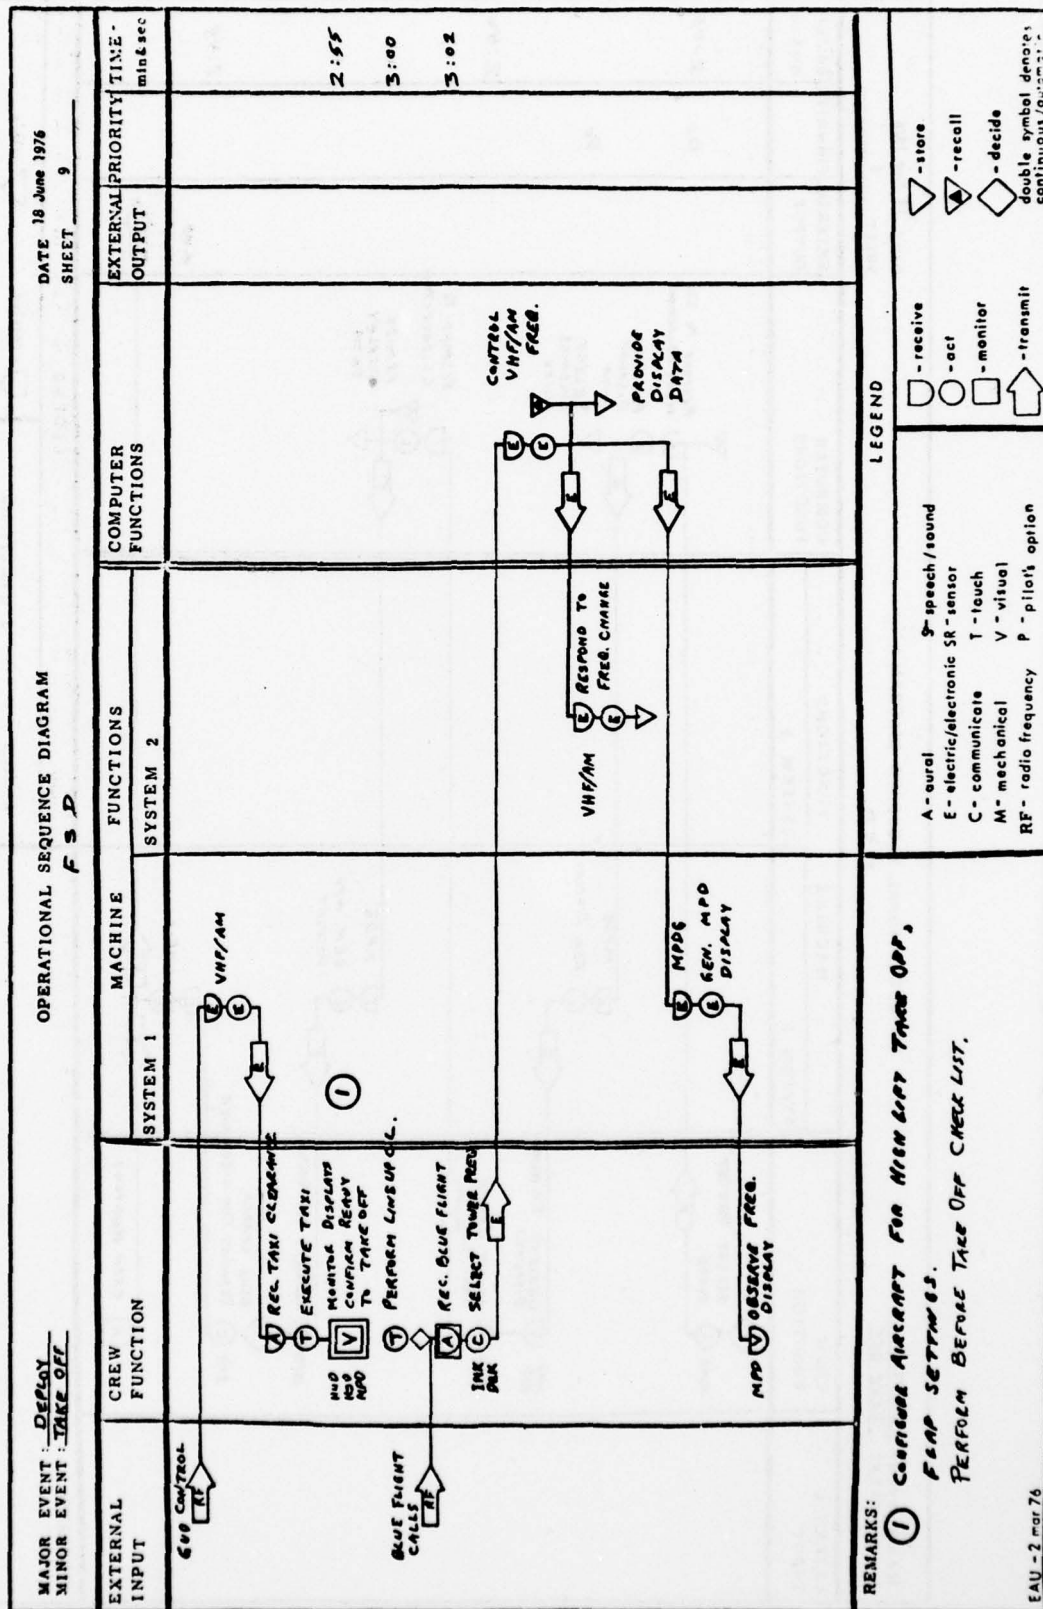 MAJOR EVENT: DEPLOY
MINOR EVENT: TAKE OFF
OPERATIONAL SEQUENCE DIAGRAM
F S D
DATE 18 June 1976
SHEET 9
EXTERNAL INPUT
CREW FUNCTION
MACHINE FUNCTIONS
SYSTEM 1
SYSTEM 2
COMPUTER FUNCTIONS
EXTERNAL OUTPUT
PRIORITY
TIME-
min & sec
GND CONTROL
RF
E
E
VHF/AM
E
A
REC TAXI CLEARANCE
T
EXECUTE TAXI
HUD
HSD
MPD
V
MONITOR DISPLAYS
CONFIRM READY
TO TAKE OFF
1
2:55
T
PERFORM LINEUP C.L.
3:00
BLUE FLIGHT
CALLS
RF
A
REC. BLUE FLIGHT
3:02
IMK
C
SELECT TOWER FREQ
E
E
E
CONTROL
VHF/AM
FREQ.
E
VHF/AM
E
E
RESPOND TO
FREQ. CHANGE
PROVIDE
DISPLAY
DATA
E
E
E
MPDG
GEN. MPD
DISPLAY
E
MPD
V
OBSERVE FREQ.
DISPLAY
REMARKS:
1 CONFIGURE AIRCRAFT FOR HIGH LIFT TAKE OFF,
FLAP SETTINGS.
PERFORM BEFORE TAKE OFF CHECK LIST.
LEGEND
A - aural S- speech/sound
E - electric/electronic SR - sensor
C - communicate T - touch
M - mechanical V - visual
RF - radio frequency P - pilot's option
- receive
- act
- monitor
- transmit
- store
- recall
- decide
double symbol denotes
continuous/automatic
EAU - 2 mar 76